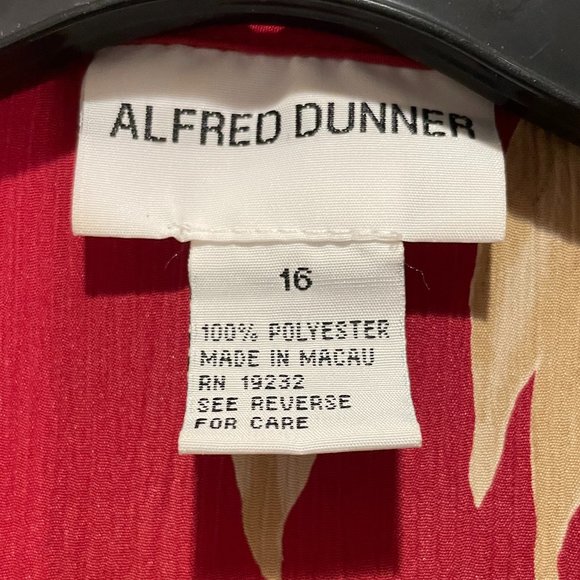 ALFRED DUNNER
16
100% POLYESTER
MADE IN MACAU
RN 19232
SEE REVERSE
FOR CARE